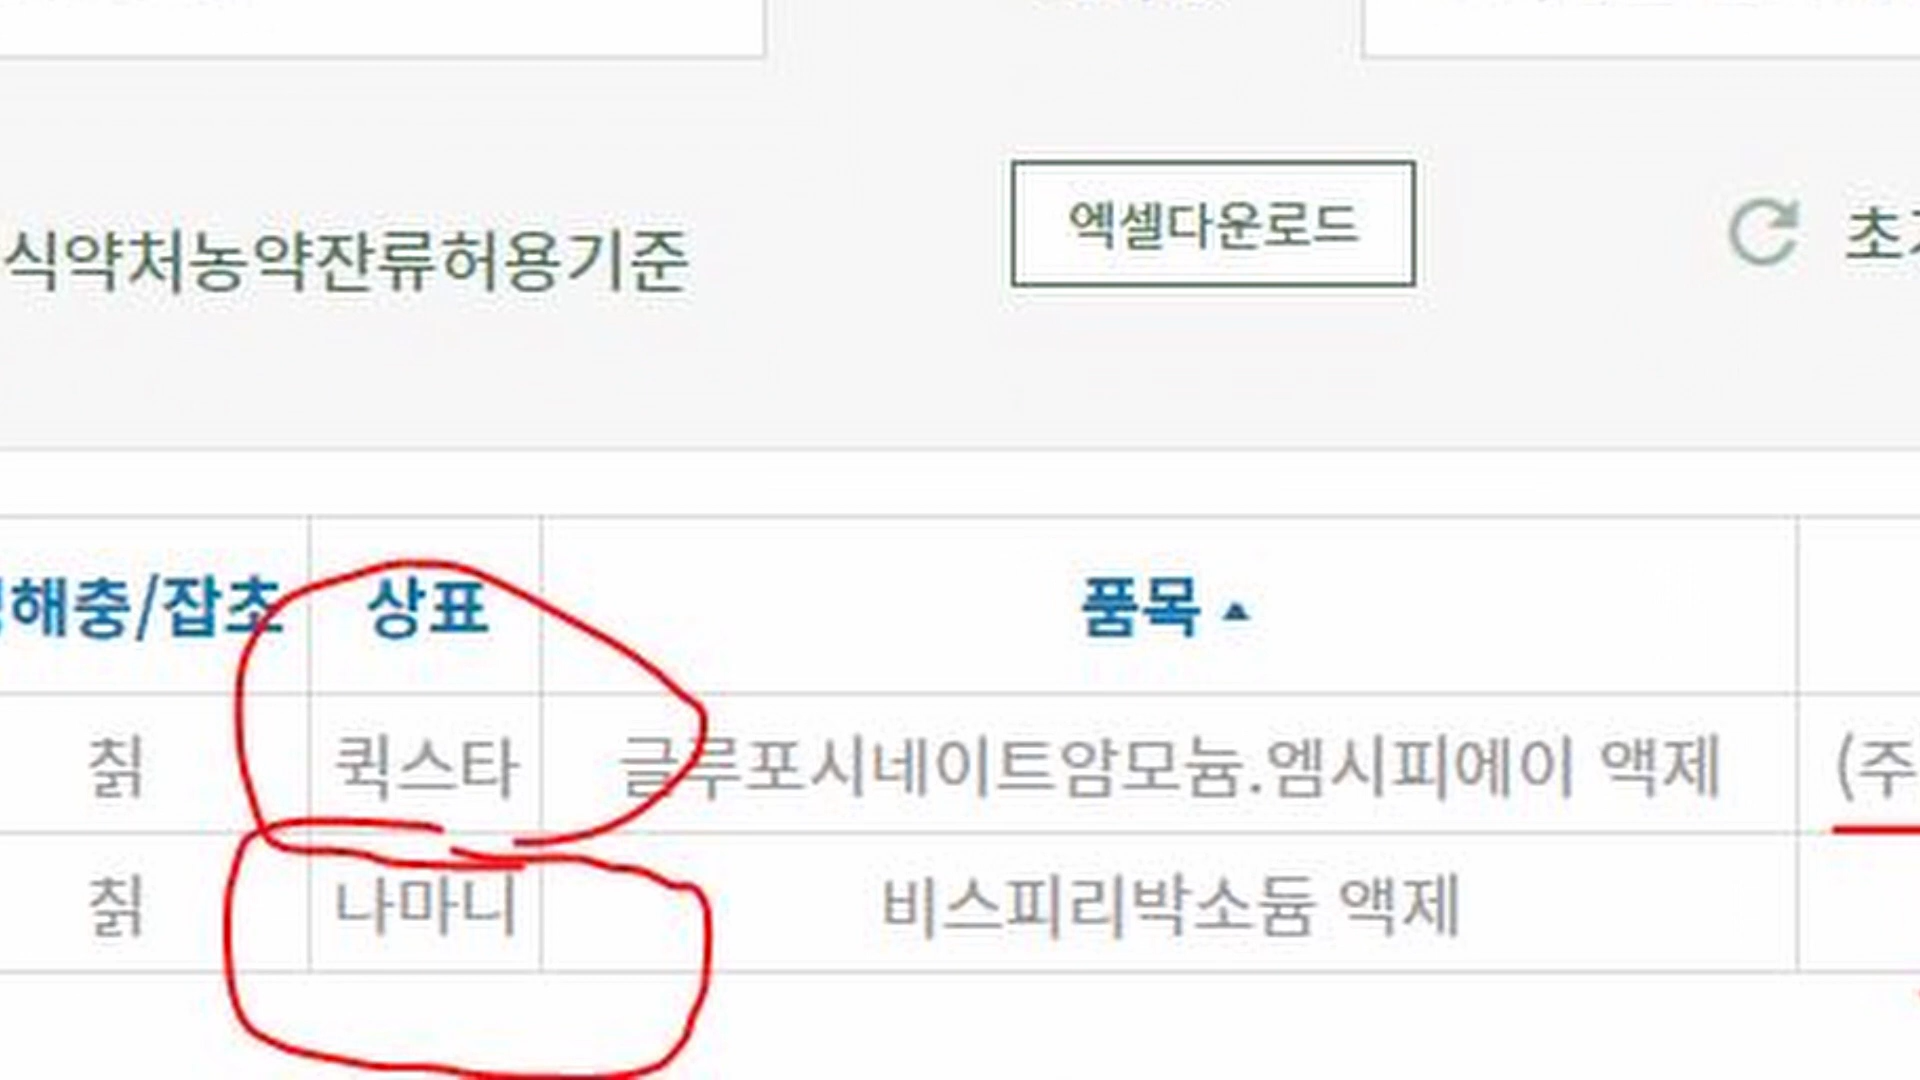 식약처농약잔류허용기준
엑셀다운로드
해충/잡초 상표 품목
칡 퀵스타 글루포시네이트암모늄.엠시피에이 액제 (주
칡 나마니 비스피리박소듐 액제